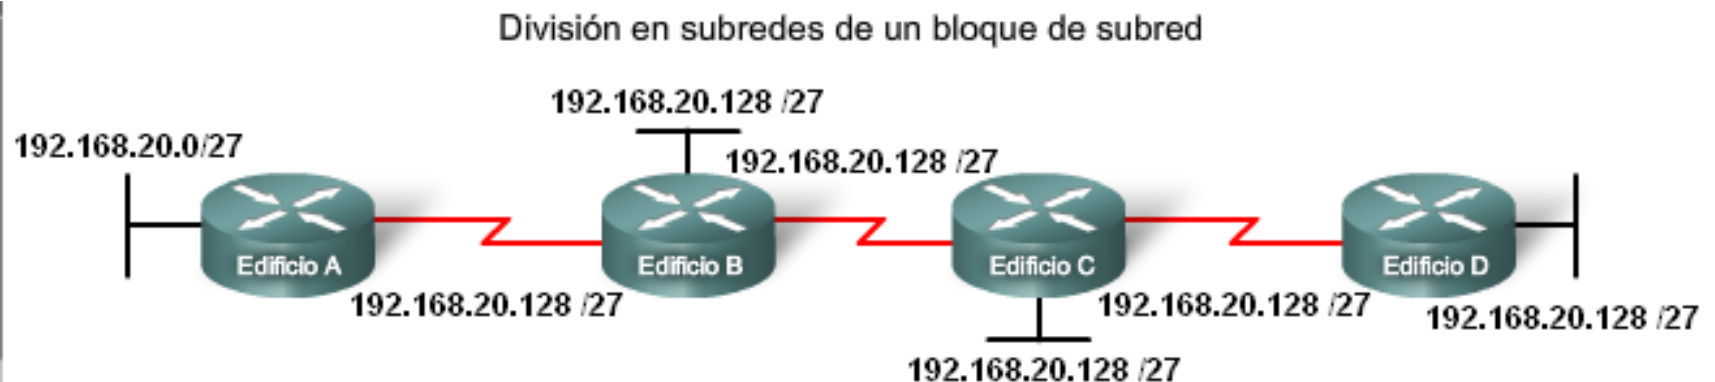 División en subredes de un bloque de subred
192.168.20.128 /27
192.168.20.0/27
192.168.20.128 /27
Edificio A
Edificio B
Edificio C
Edificio D
192.168.20.128 /27
192.168.20.128 /27
192.168.20.128 /27
192.168.20.128 /27